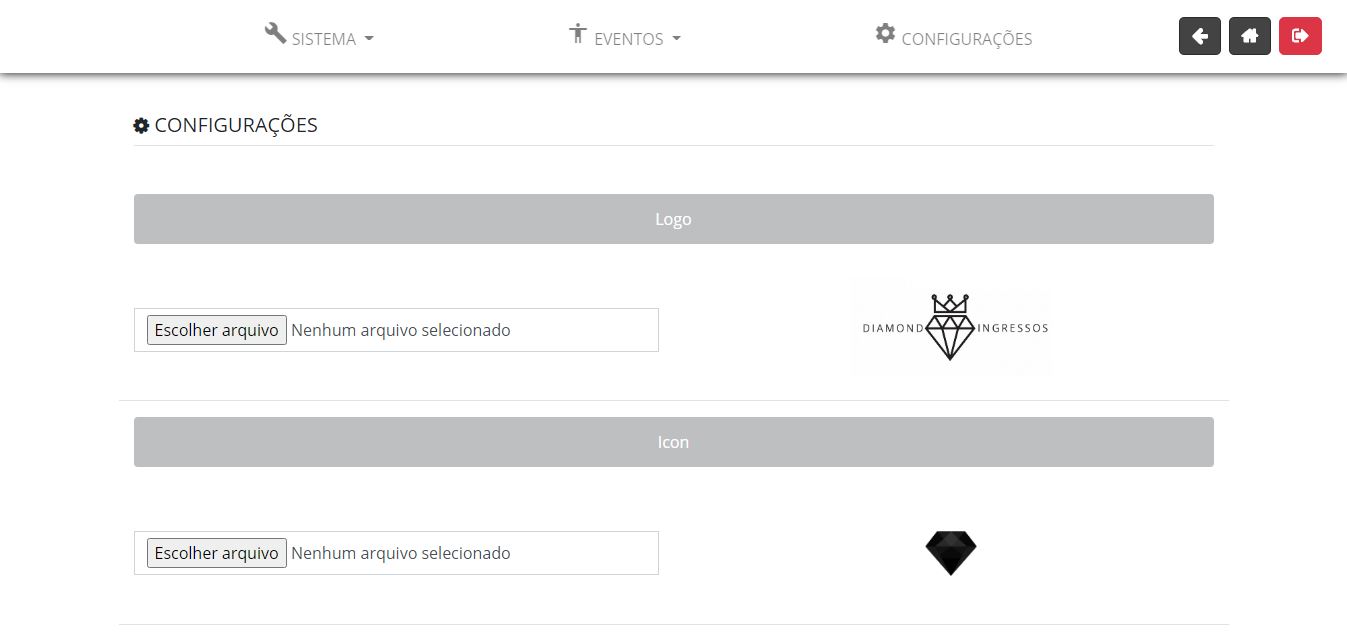 SISTEMA
EVENTOS
CONFIGURAÇÕES
CONFIGURAÇÕES
Logo
Escolher arquivo Nenhum arquivo selecionado
DIAMOND INGRESSOS
Icon
Escolher arquivo Nenhum arquivo selecionado